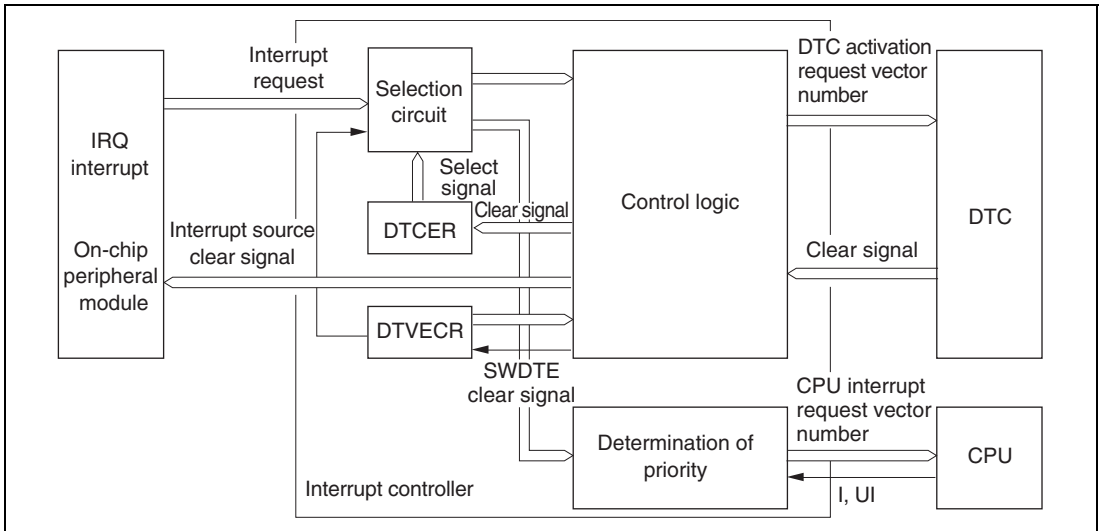 Interrupt
request
DTC activation
request vector
number
Selection
circuit
IRQ
interrupt
Select
signal
Control logic
DTC
DTCER
Clear signal
Interrupt source
clear signal
On-chip
peripheral
module
Clear signal
DTVECR
SWDTE
clear signal
CPU interrupt
request vector
number
Determination of
priority
CPU
I, UI
Interrupt controller